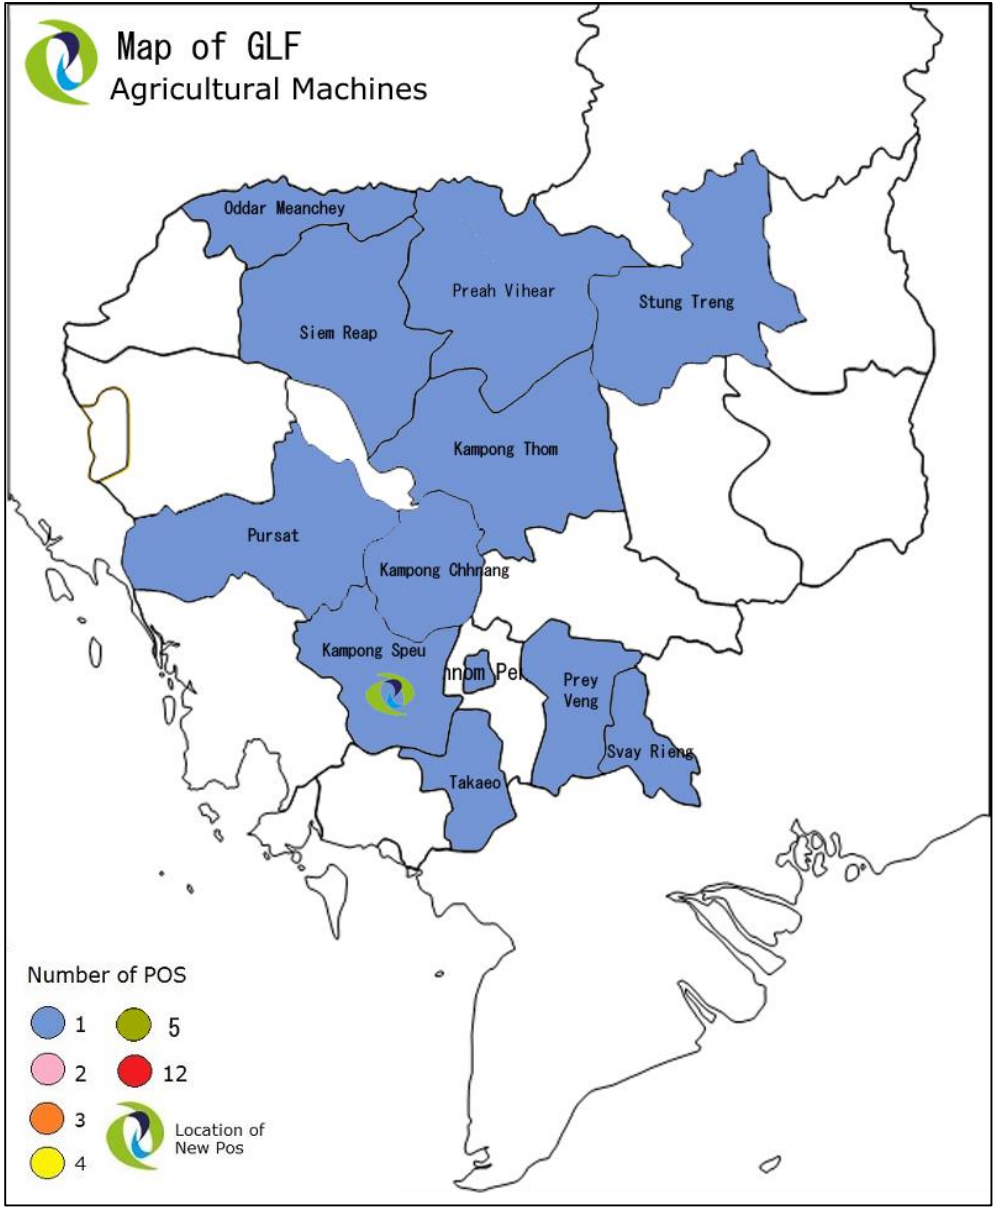 Map of GLF
Agricultural Machines
Oddar Meanchey
Preah Vihear
Stung Treng
Siem Reap
Kampong Thom
Pursat
Kampong Chhnang
Kampong Speu
nnom Pe
Prey
Veng
Svay Rieng
Takaeo
Number of POS
1
5
2
12
3
4
Location of
New Pos